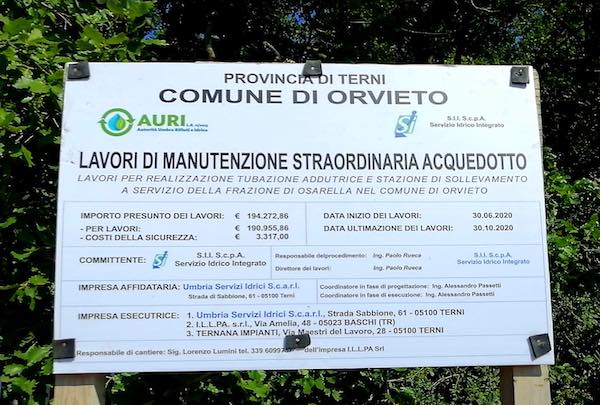 PROVINCIA DI TERNI
COMUNE DI ORVIETO
AURI
Autorità Umbra Rifiuti e Idrico
S.I.I. S.c.p.A.
Servizio Idrico Integrato
LAVORI DI MANUTENZIONE STRAORDINARIA ACQUEDOTTO
LAVORI PER REALIZZAZIONE TUBAZIONE ADDUTRICE E STAZIONE DI SOLLEVAMENTO
A SERVIZIO DELLA FRAZIONE DI OSARELLA NEL COMUNE DI ORVIETO
IMPORTO PRESUNTO DEI LAVORI: € 194.272,86
- PER LAVORI: € 190.955,86
- COSTI DELLA SICUREZZA: € 3.317,00
DATA INIZIO DEI LAVORI: 30.06.2020
DATA ULTIMAZIONE DEI LAVORI: 30.10.2020
COMMITTENTE:
S.I.I. S.c.p.A.
Servizio Idrico Integrato
Responsabile delprocedimento: Ing. Paolo Rueca
Direttore dei lavori: Ing. Paolo Rueca
S.I.I. S.c.p.A.
Servizio Idrico Integrato
IMPRESA AFFIDATARIA: Umbria Servizi Idrici S.c.a.r.l.
Strada di Sabbione, 61 - 05100 Terni
Coordinatore in fase di progettazione: Ing. Alessandro Passetti
Coordinatore in fase di esecuzione: Ing. Alessandro Passetti
IMPRESA ESECUTRICE: 1. Umbria Servizi Idrici S.c.a.r.l., Strada Sabbione, 61 - 05100 TERNI
2. I.L.L.PA. s.r.l., Via Amelia, 48 - 05023 BASCHI (TR)
3. TERNANA IMPIANTI, Via Maestri del Lavoro, 28 - 05100 TERNI
Responsabile di cantiere: Sig. Lorenzo Lumini tel. 339 6099 dell'impresa I.L.L.PA Srl